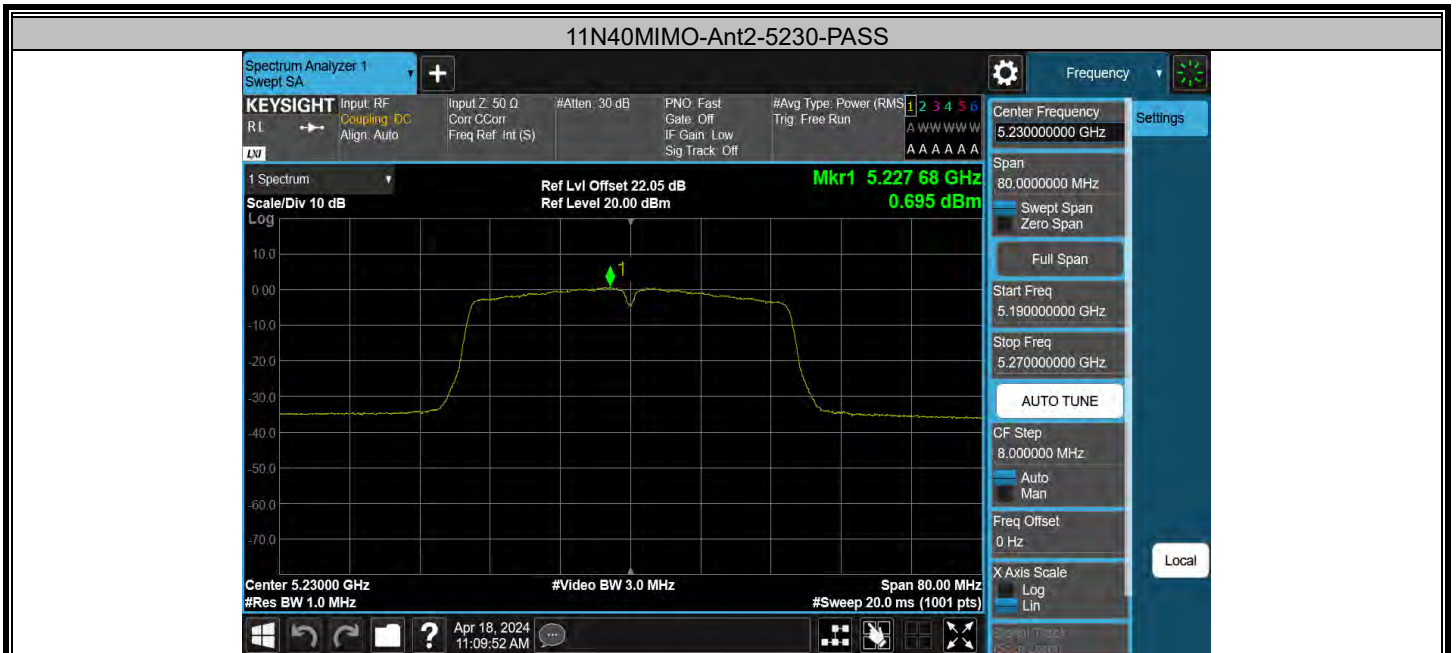 11N40MIMO-Ant2-5230-PASS
Spectrum Analyzer 1
Swept SA
Frequency
KEYSIGHT
Input: RF
Input Z: 50 Ω
#Atten: 30 dB
PNO: Fast
#Avg Type: Power (RMS
1 2 3 4 5 6
RL
Coupling: DC
Corr CCorr
Gate: Off
Trig: Free Run
A W W W W W
Align: Auto
Freq Ref: Int (S)
IF Gain: Low
LXI
Sig Track: Off
A A A A A A
1 Spectrum
Ref Lvl Offset 22.05 dB
Mkr1 5.227 68 GHz
Scale/Div 10 dB
Ref Level 20.00 dBm
0.695 dBm
Log
1
10.0
0.00
-10.0
-20.0
-30.0
-40.0
-50.0
-60.0
-70.0
Center 5.23000 GHz
#Video BW 3.0 MHz
Span 80.00 MHz
#Res BW 1.0 MHz
#Sweep 20.0 ms (1001 pts)
Center Frequency
5.230000000 GHz
Settings
Span
80.0000000 MHz
Swept Span
Zero Span
Full Span
Start Freq
5.190000000 GHz
Stop Freq
5.270000000 GHz
AUTO TUNE
CF Step
8.000000 MHz
Auto
Man
Freq Offset
0 Hz
X Axis Scale
Log
Lin
Local
Signal Track
Apr 18, 2024
11:09:52 AM